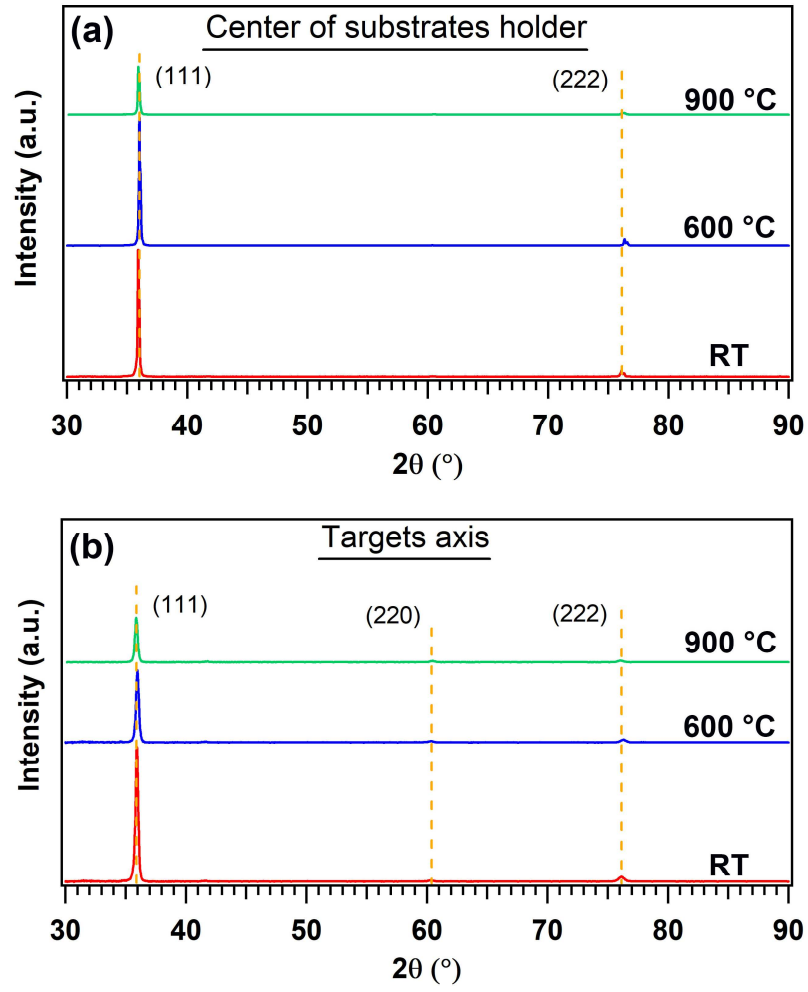 (a)
Center of substrates holder
(111)
(222)
900 °C
600 °C
RT
Intensity (a.u.)
30 40 50 60 70 80 90
2θ (°)
(b)
Targets axis
(111)
(220)
(222)
900 °C
600 °C
RT
Intensity (a.u.)
30 40 50 60 70 80 90
2θ (°)